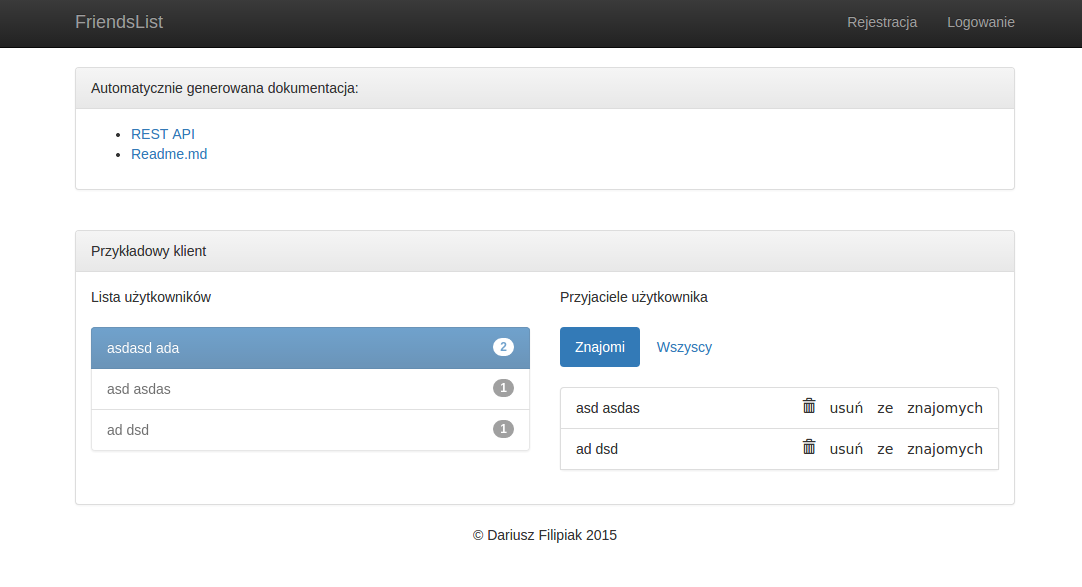 FriendsList Rejestracja Logowanie
Automatycznie generowana dokumentacja:
REST API
Readme.md
Przykładowy klient
Lista użytkowników
asdasd ada 2
asd asdas 1
ad dsd 1
Przyjaciele użytkownika
Znajomi Wszyscy
asd asdas usuń ze znajomych
ad dsd usuń ze znajomych
© Dariusz Filipiak 2015